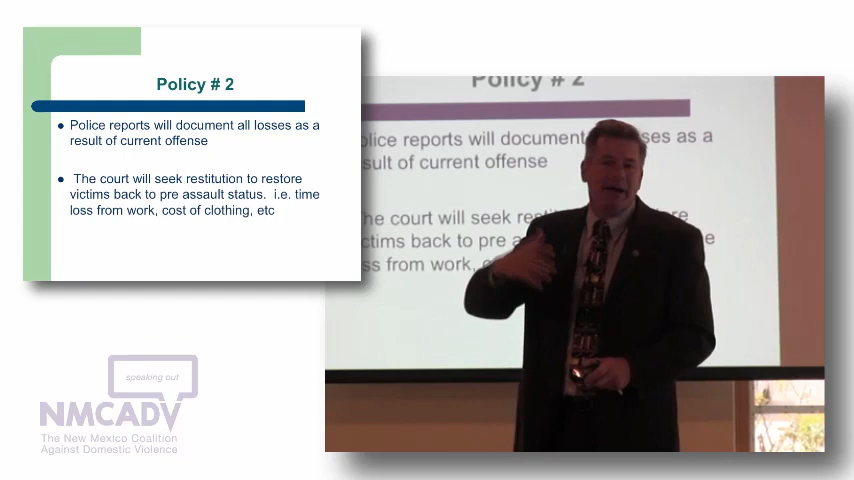 Policy # 2
● Police reports will document all losses as a
result of current offense
● The court will seek restitution to restore
victims back to pre assault status. i.e. time
loss from work, cost of clothing, etc
Policy # 2
olice reports will document sses as a
sult of current offense
he court will seek
ctims back to pre
ss from work,
speaking out
NMCADV
The New Mexico Coalition
Against Domestic Violence